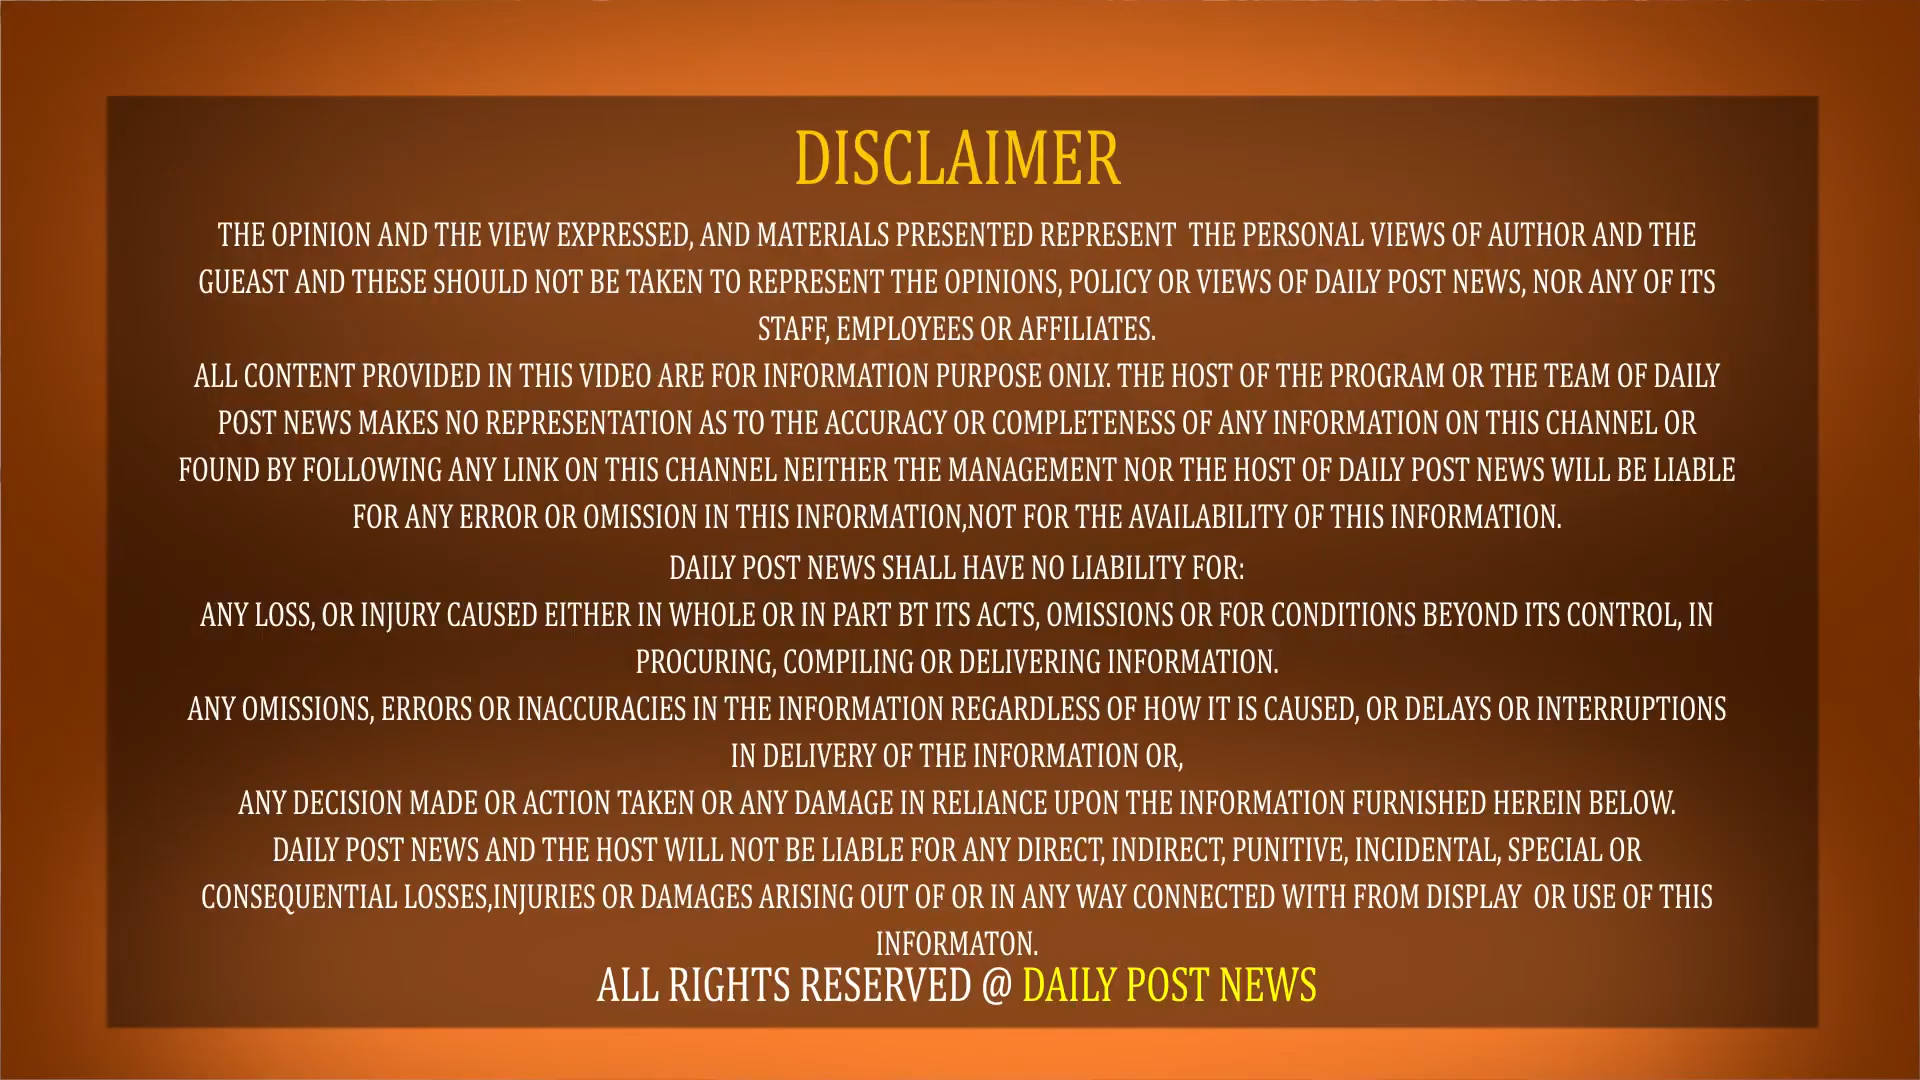 DISCLAIMER
THE OPINION AND THE VIEW EXPRESSED, AND MATERIALS PRESENTED REPRESENT THE PERSONAL VIEWS OF AUTHOR AND THE
GUEAST AND THESE SHOULD NOT BE TAKEN TO REPRESENT THE OPINIONS, POLICY OR VIEWS OF DAILY POST NEWS, NOR ANY OF ITS
STAFF, EMPLOYEES OR AFFILIATES.
ALL CONTENT PROVIDED IN THIS VIDEO ARE FOR INFORMATION PURPOSE ONLY. THE HOST OF THE PROGRAM OR THE TEAM OF DAILY
POST NEWS MAKES NO REPRESENTATION AS TO THE ACCURACY OR COMPLETENESS OF ANY INFORMATION ON THIS CHANNEL OR
FOUND BY FOLLOWING ANY LINK ON THIS CHANNEL NEITHER THE MANAGEMENT NOR THE HOST OF DAILY POST NEWS WILL BE LIABLE
FOR ANY ERROR OR OMISSION IN THIS INFORMATION,NOT FOR THE AVAILABILITY OF THIS INFORMATION.
DAILY POST NEWS SHALL HAVE NO LIABILITY FOR:
ANY LOSS, OR INJURY CAUSED EITHER IN WHOLE OR IN PART BT ITS ACTS, OMISSIONS OR FOR CONDITIONS BEYOND ITS CONTROL, IN
PROCURING, COMPILING OR DELIVERING INFORMATION.
ANY OMISSIONS, ERRORS OR INACCURACIES IN THE INFORMATION REGARDLESS OF HOW IT IS CAUSED, OR DELAYS OR INTERRUPTIONS
IN DELIVERY OF THE INFORMATION OR,
ANY DECISION MADE OR ACTION TAKEN OR ANY DAMAGE IN RELIANCE UPON THE INFORMATION FURNISHED HEREIN BELOW.
DAILY POST NEWS AND THE HOST WILL NOT BE LIABLE FOR ANY DIRECT, INDIRECT, PUNITIVE, INCIDENTAL, SPECIAL OR
CONSEQUENTIAL LOSSES,INJURIES OR DAMAGES ARISING OUT OF OR IN ANY WAY CONNECTED WITH FROM DISPLAY OR USE OF THIS
INFORMATON.
ALL RIGHTS RESERVED @ DAILY POST NEWS